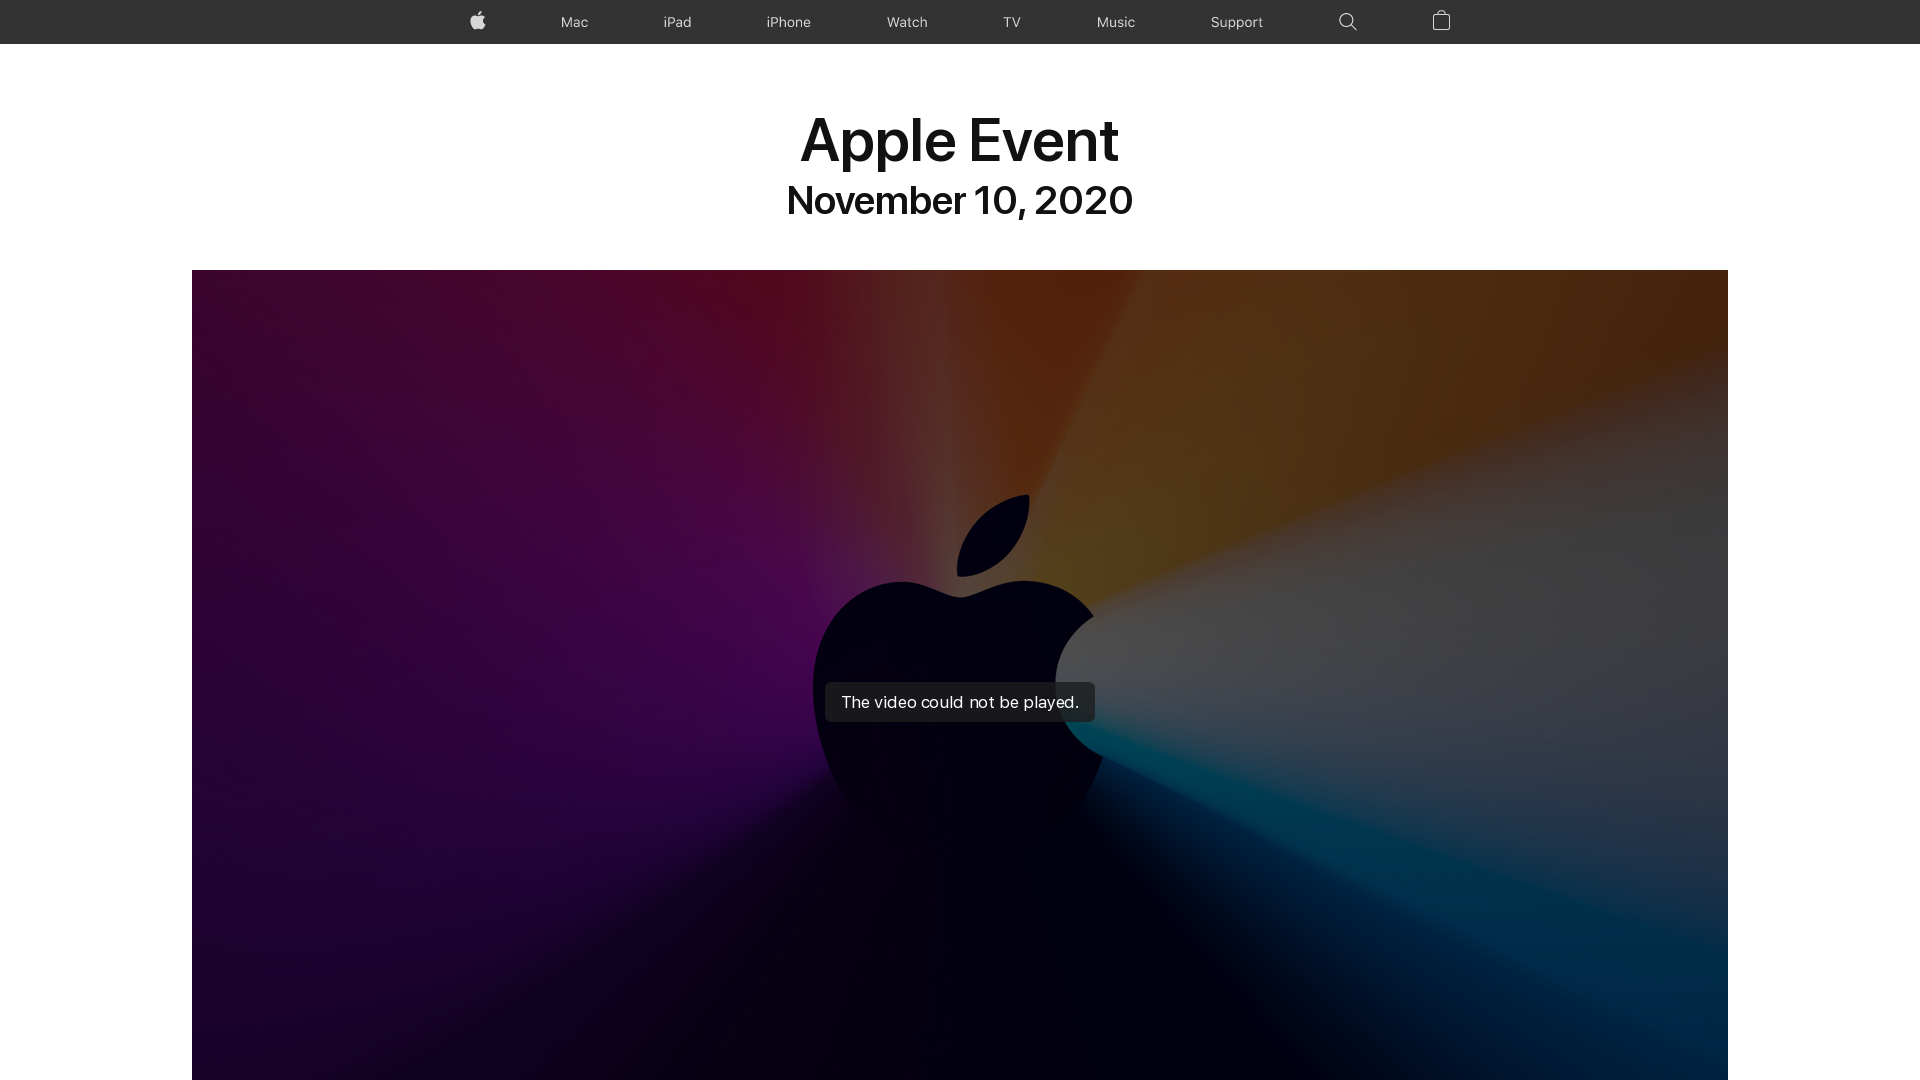 Mac iPad iPhone Watch TV Music Support
Apple Event
November 10, 2020
The video could not be played.